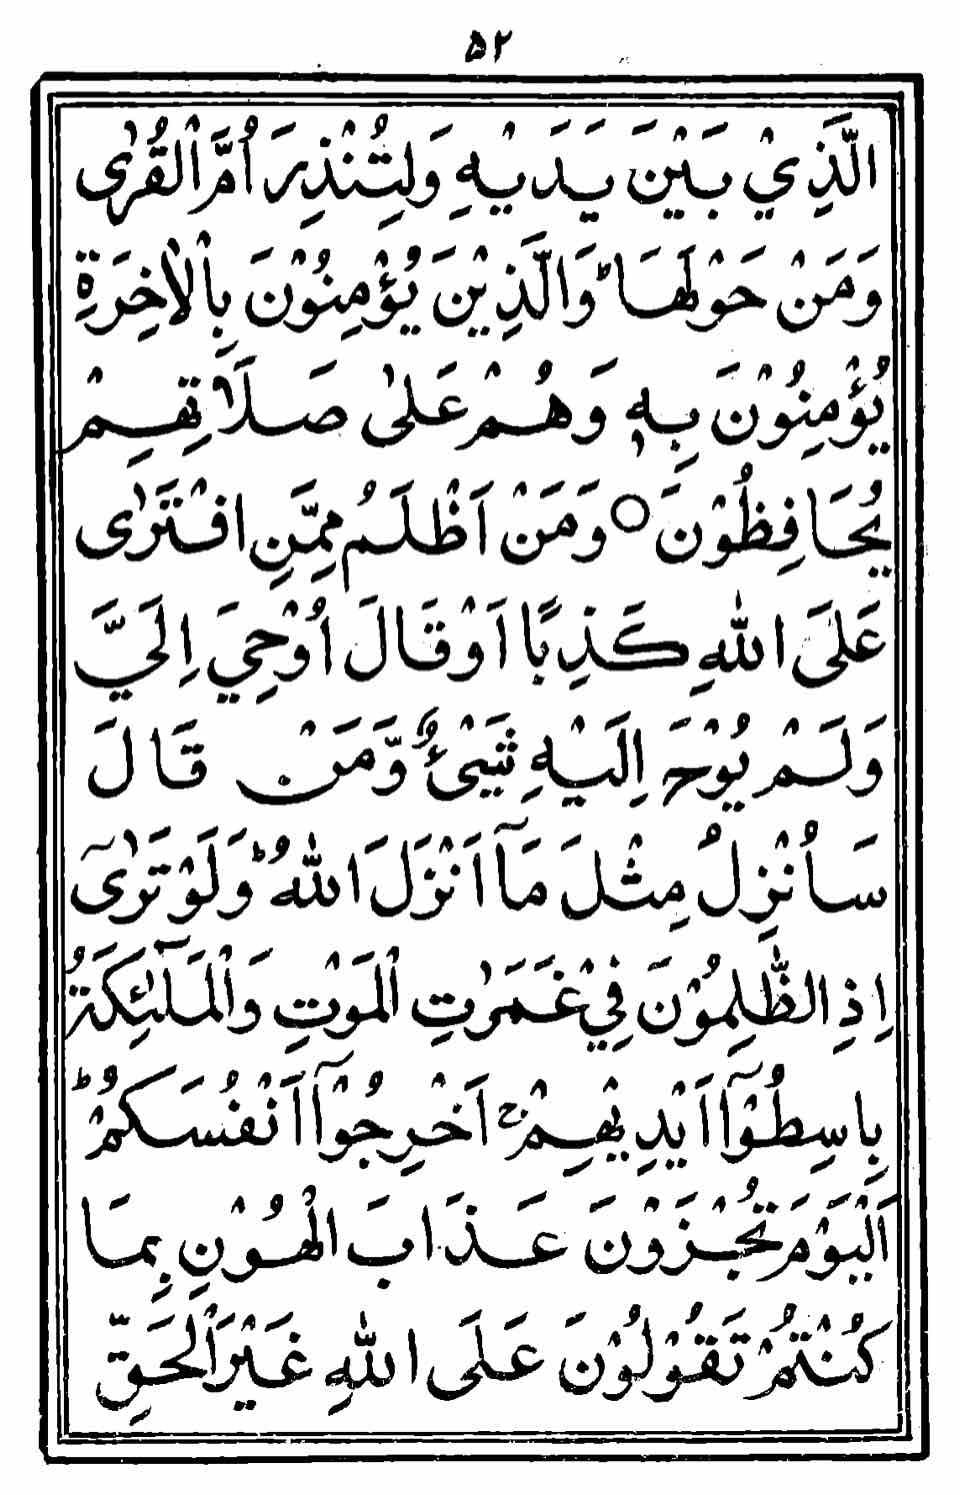 ۵۲
الَّذِيْ بَيْنَ يَدَيْهِ وَلِتُنْذِرَ اُمَّ الْقُرٰى
وَمَنْ حَوْلَهَا ؕ وَالَّذِيْنَ يُؤْمِنُوْنَ بِالْاٰخِرَةِ
يُؤْمِنُوْنَ بِهٖ وَهُمْ عَلٰى صَلَاتِهِمْ
يُحَافِظُوْنَ ○ وَمَنْ اَظْلَمُ مِمَّنِ افْتَرٰى
عَلَى اللّٰهِ كَذِبًا اَوْ قَالَ اُوْحِيَ اِلَيَّ
وَلَمْ يُوْحَ اِلَيْهِ شَيْئٌ وَّمَنْ قَالَ
سَاُنْزِلُ مِثْلَ مَآ اَنْزَلَ اللّٰهُ ؕ وَلَوْ تَرٰٓى
اِذِ الظّٰلِمُوْنَ فِيْ غَمَرٰتِ الْمَوْتِ وَالْمَلٰٓئِكَةُ
بِاسِطُوْٓا اَيْدِيْهِمْ ۚ اَخْرِجُوْٓا اَنْفُسَكُمْ ؕ
اَلْيَوْمَ تُجْزَوْنَ عَذَابَ الْهُوْنِ بِمَا
كُنْتُمْ تَقُوْلُوْنَ عَلَى اللّٰهِ غَيْرَ الْحَقِّ